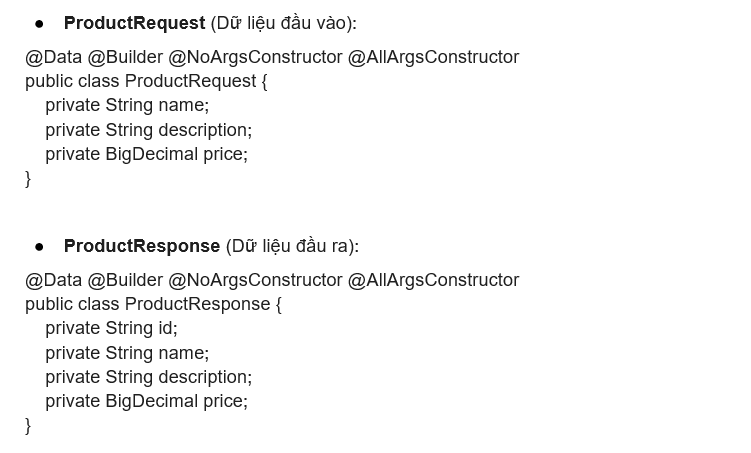 ● ProductRequest (Dữ liệu đầu vào):
@Data @Builder @NoArgsConstructor @AllArgsConstructor
public class ProductRequest {
    private String name;
    private String description;
    private BigDecimal price;
}
● ProductResponse (Dữ liệu đầu ra):
@Data @Builder @NoArgsConstructor @AllArgsConstructor
public class ProductResponse {
    private String id;
    private String name;
    private String description;
    private BigDecimal price;
}